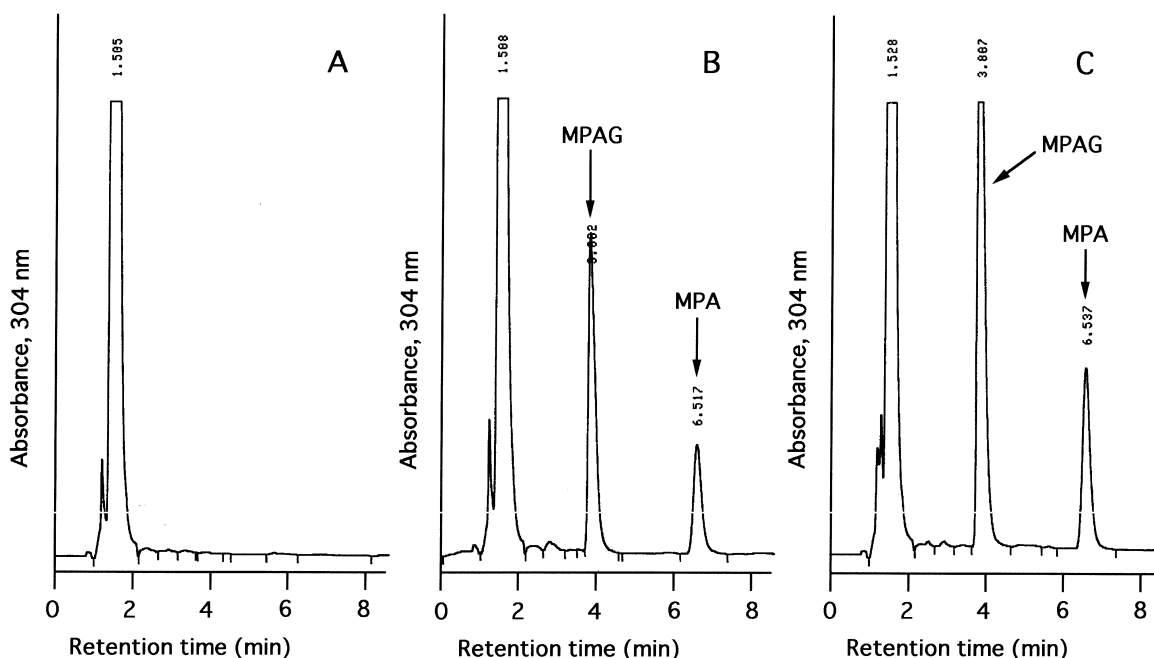 1.505
A
Absorbance, 304 nm
0 2 4 6 8
Retention time (min)
1.508
B
MPAG
MPA
6.517
Absorbance, 304 nm
0 2 4 6 8
Retention time (min)
1.528
3.867
C
MPAG
MPA
6.537
Absorbance, 304 nm
0 2 4 6 8
Retention time (min)